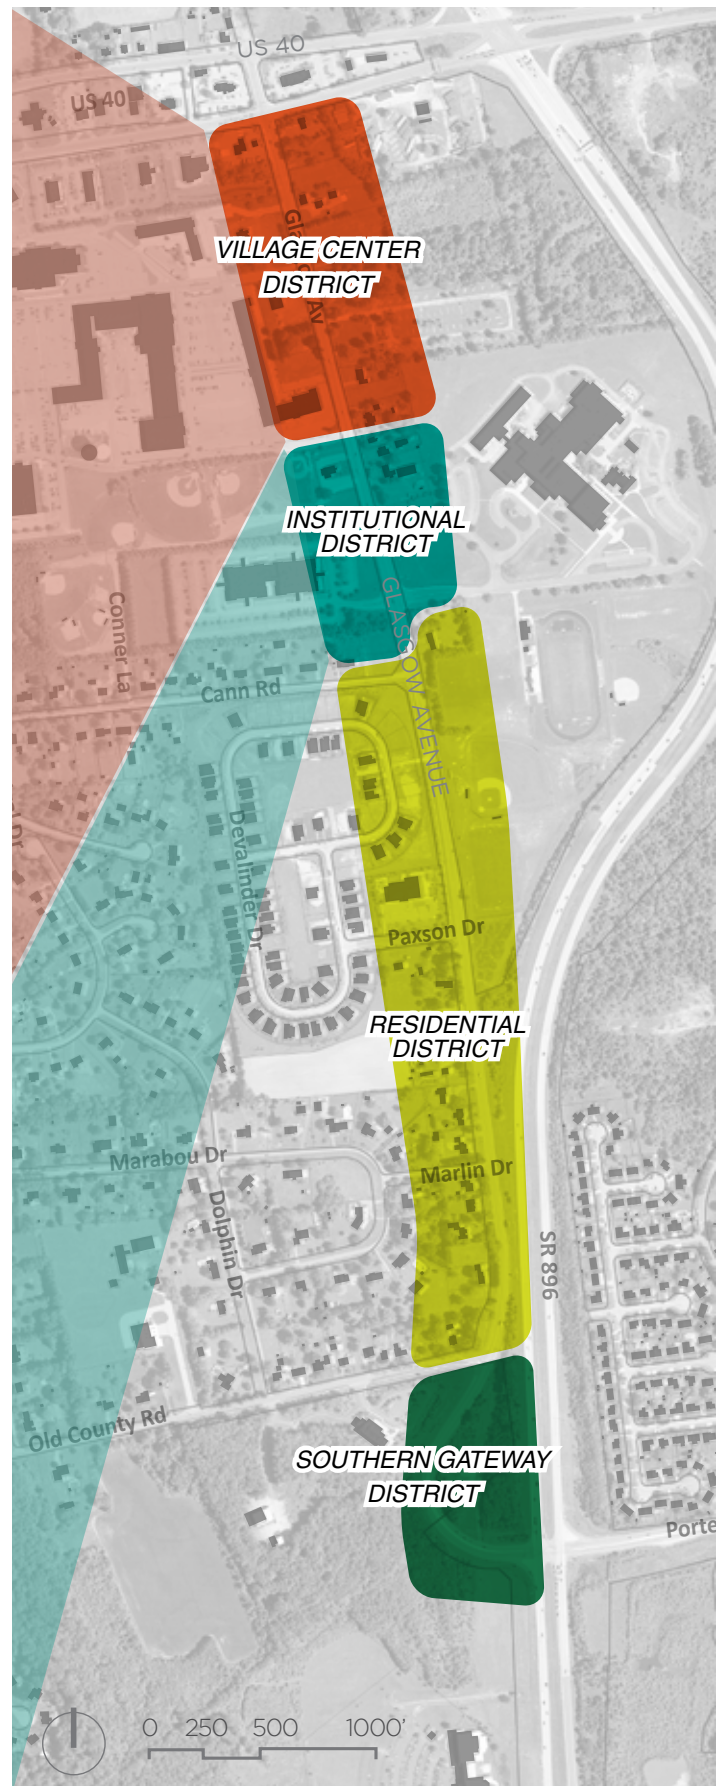 US 40
US 40
VILLAGE CENTER
DISTRICT
INSTITUTIONAL
DISTRICT
GLASGOW AVENUE
Conner La
Cann Rd
Devalinder Dr
Paxson Dr
RESIDENTIAL
DISTRICT
Marabou Dr
Marlin Dr
Dolphin Dr
SR 896
Old County Rd
SOUTHERN GATEWAY
DISTRICT
Porte
0 250 500 1000'